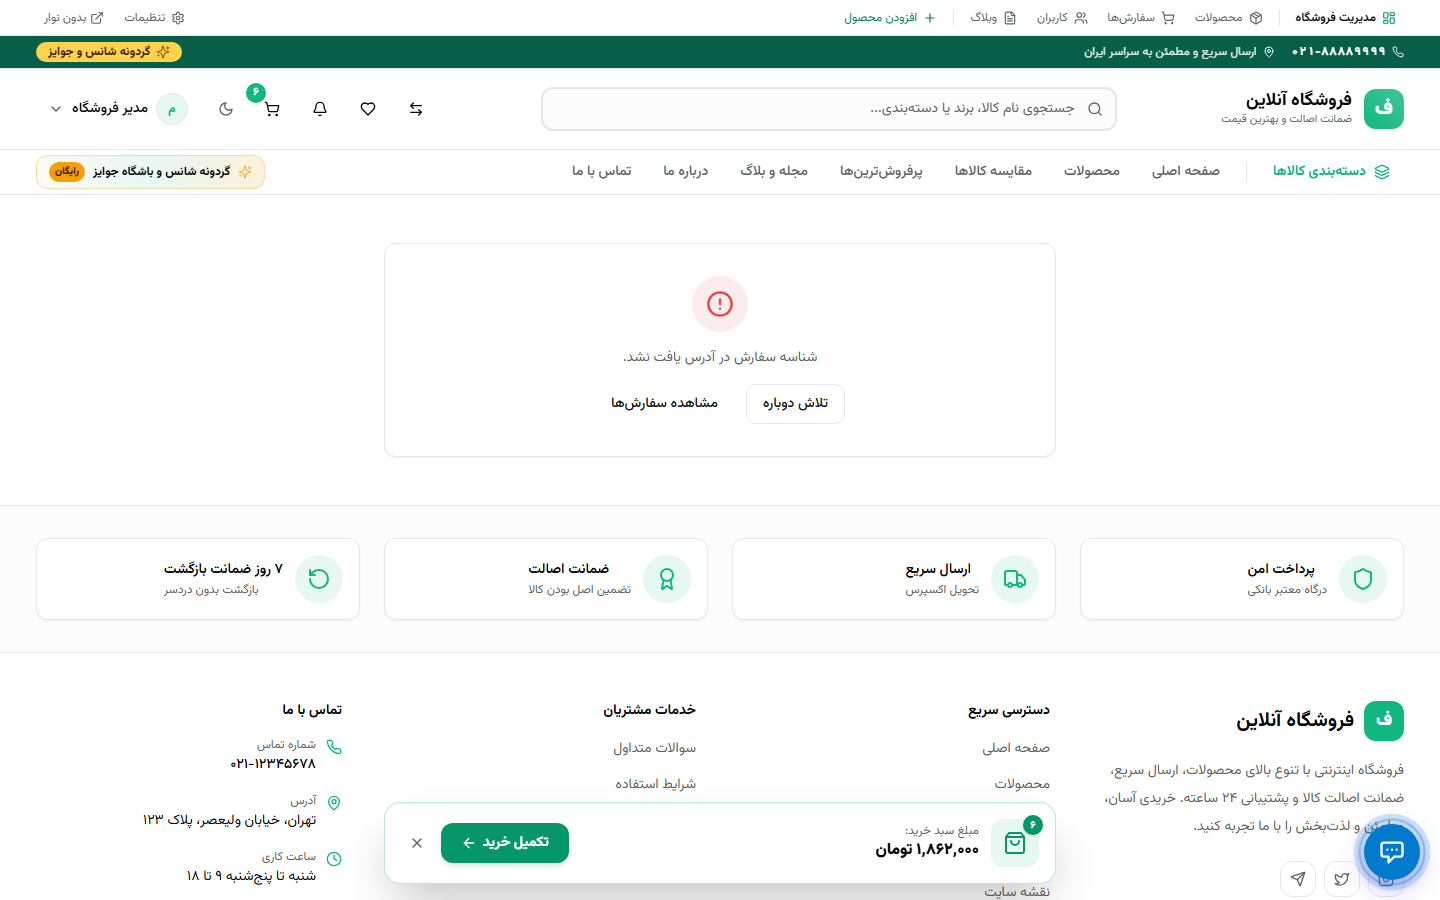 مدیریت فروشگاه
محصولات
سفارش‌ها
کاربران
وبلاگ
افزودن محصول
تنظیمات
بدون نوار
۰۲۱-۸۸۸۸۹۹۹۹
ارسال سریع و مطمئن به سراسر ایران
گردونه شانس و جوایز
ف
فروشگاه آنلاین
ضمانت اصالت و بهترین قیمت
جستجوی نام کالا، برند یا دسته‌بندی...
۶
م
مدیر فروشگاه
دسته‌بندی کالاها
صفحه اصلی
محصولات
مقایسه کالاها
پرفروش‌ترین‌ها
مجله و بلاگ
درباره ما
تماس با ما
گردونه شانس و باشگاه جوایز
رایگان
شناسه سفارش در آدرس یافت نشد.
تلاش دوباره
مشاهده سفارش‌ها
پرداخت امن
درگاه معتبر بانکی
ارسال سریع
تحویل اکسپرس
ضمانت اصالت
تضمین اصل بودن کالا
۷ روز ضمانت بازگشت
بازگشت بدون دردسر
ف
فروشگاه آنلاین
فروشگاه اینترنتی با تنوع بالای محصولات، ارسال سریع،
ضمانت اصالت کالا و پشتیبانی ۲۴ ساعته. خریدی آسان،
و لذت‌بخش را با ما تجربه کنید.
دسترسی سریع
صفحه اصلی
محصولات
نقشه سایت
خدمات مشتریان
سوالات متداول
شرایط استفاده
تماس با ما
شماره تماس
۰۲۱-۱۲۳۴۵۶۷۸
آدرس
تهران، خیابان ولیعصر، پلاک ۱۲۳
ساعت کاری
شنبه تا پنج‌شنبه ۹ تا ۱۸
۶
مبلغ سبد خرید:
۱,۸۶۲,۰۰۰ تومان
تکمیل خرید